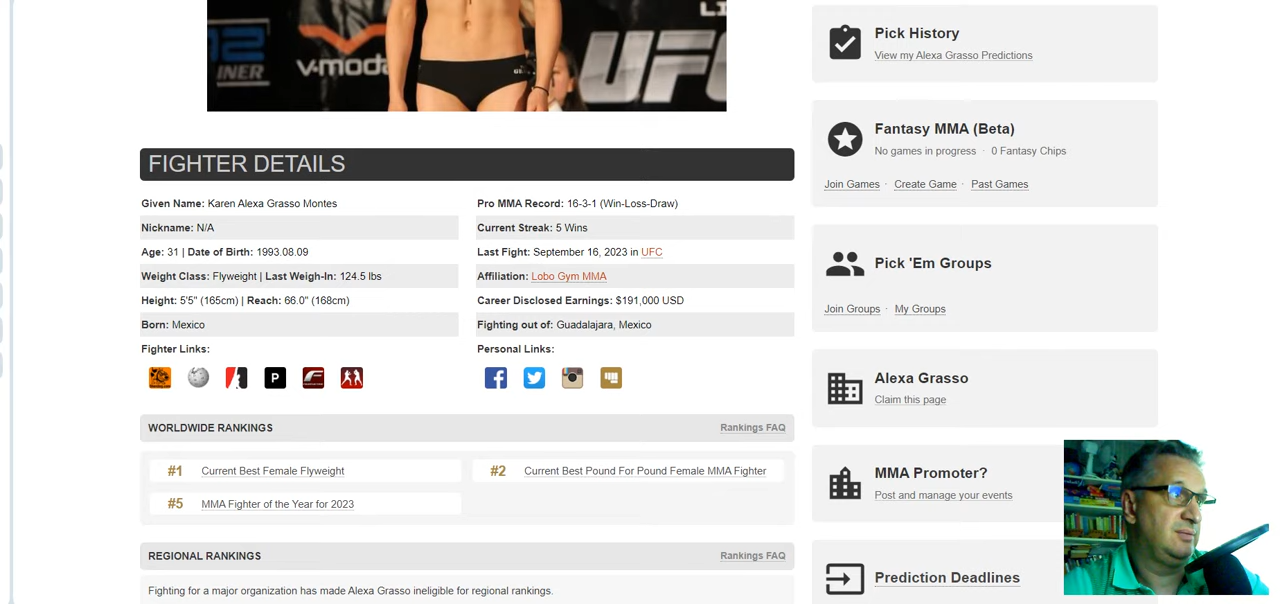 LI
INER
v-moda
UFC
FIGHTER DETAILS
Given Name: Karen Alexa Grasso Montes
Nickname: N/A
Age: 31 | Date of Birth: 1993.08.09
Weight Class: Flyweight | Last Weigh-In: 124.5 lbs
Height: 5'5" (165cm) | Reach: 66.0" (168cm)
Born: Mexico
Fighter Links:
P
Pro MMA Record: 16-3-1 (Win-Loss-Draw)
Current Streak: 5 Wins
Last Fight: September 16, 2023 in UFC
Affiliation: Lobo Gym MMA
Career Disclosed Earnings: $191,000 USD
Fighting out of: Guadalajara, Mexico
Personal Links:
WORLDWIDE RANKINGS
Rankings FAQ
#1 Current Best Female Flyweight
#2 Current Best Pound For Pound Female MMA Fighter
#5 MMA Fighter of the Year for 2023
REGIONAL RANKINGS
Rankings FAQ
Fighting for a major organization has made Alexa Grasso ineligible for regional rankings.
Pick History
View my Alexa Grasso Predictions
Fantasy MMA (Beta)
No games in progress · 0 Fantasy Chips
Join Games · Create Game · Past Games
Pick 'Em Groups
Join Groups · My Groups
Alexa Grasso
Claim this page
MMA Promoter?
Post and manage your events
Prediction Deadlines